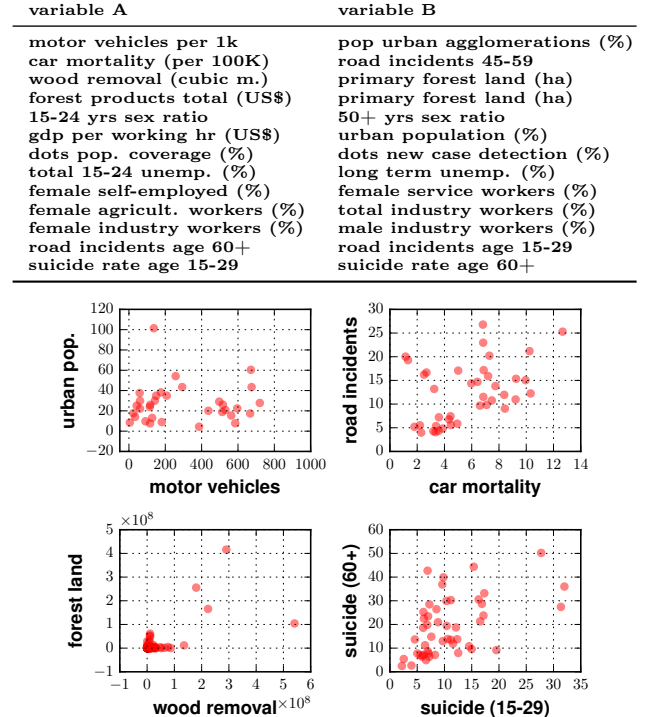 variable A variable B
motor vehicles per 1k pop urban agglomerations (%)
car mortality (per 100K) road incidents 45-59
wood removal (cubic m.) primary forest land (ha)
forest products total (US$) primary forest land (ha)
15-24 yrs sex ratio 50+ yrs sex ratio
gdp per working hr (US$) urban population (%)
dots pop. coverage (%) dots new case detection (%)
total 15-24 unemp. (%) long term unemp. (%)
female self-employed (%) female service workers (%)
female agricult. workers (%) total industry workers (%)
female industry workers (%) male industry workers (%)
road incidents age 60+ road incidents age 15-29
suicide rate age 15-29 suicide rate age 60+
120
100
80
60
40
20
0
−20
urban pop.
0 200 400 600 800 1000
motor vehicles
30
25
20
15
10
5
0
road incidents
0 2 4 6 8 10 12 14
car mortality
×10⁸
5
4
3
2
1
0
−1
forest land
−1 0 1 2 3 4 5 6
wood removal ×10⁸
60
50
40
30
20
10
0
suicide (60+)
0 5 10 15 20 25 30 35
suicide (15-29)